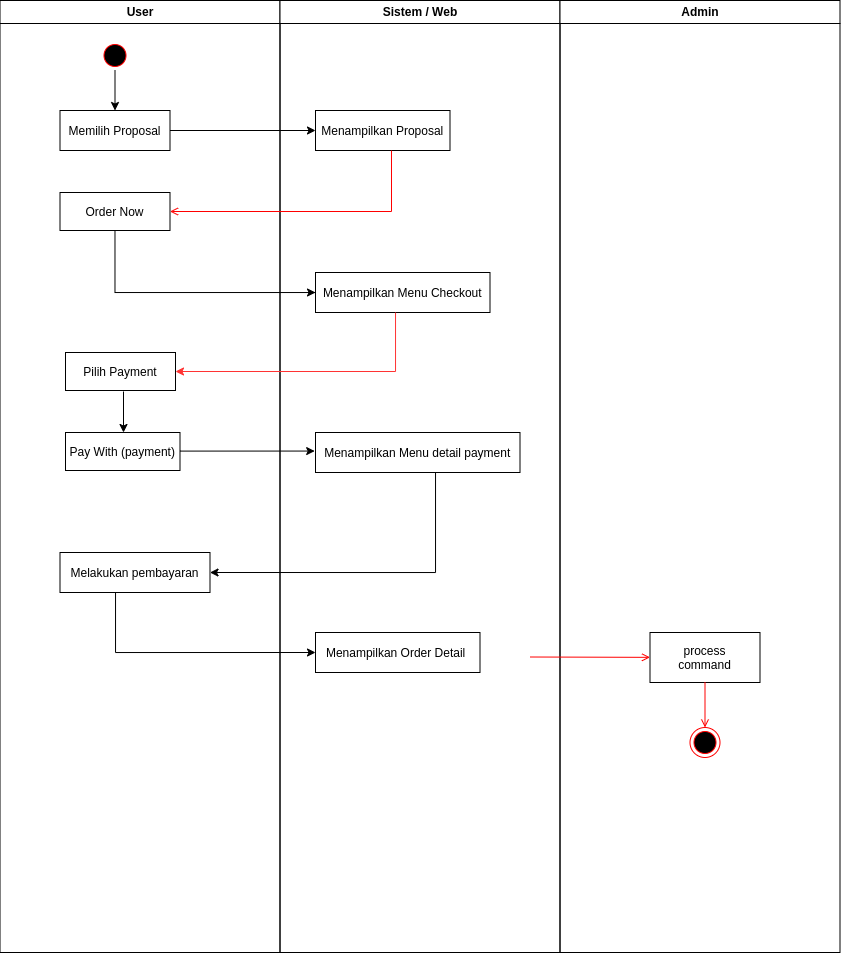 User
Sistem / Web
Admin
Memilih Proposal
Menampilkan Proposal
Order Now
Menampilkan Menu Checkout
Pilih Payment
Pay With (payment)
Menampilkan Menu detail payment
Melakukan pembayaran
Menampilkan Order Detail
process
command